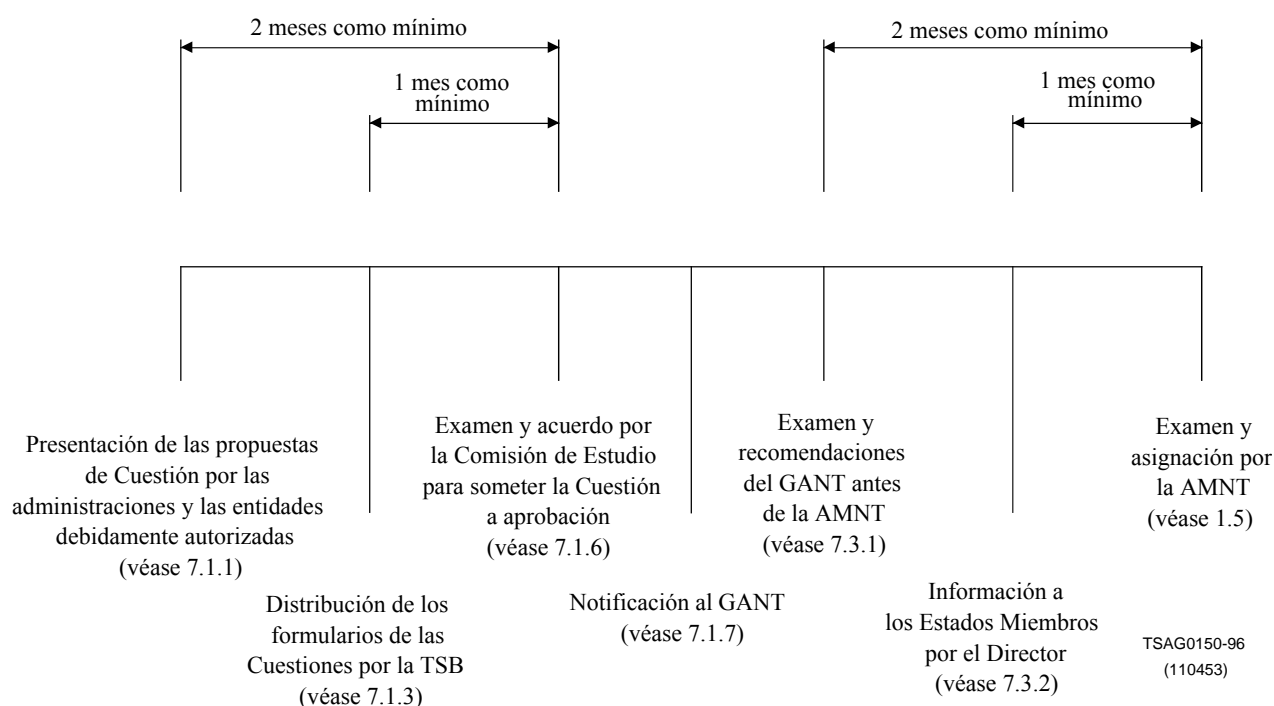 2 meses como mínimo
1 mes como
mínimo
2 meses como mínimo
1 mes como
mínimo
Presentación de las propuestas
de Cuestión por las
administraciones y las entidades
debidamente autorizadas
(véase 7.1.1)
Distribución de los
formularios de las
Cuestiones por la TSB
(véase 7.1.3)
Examen y acuerdo por
la Comisión de Estudio
para someter la Cuestión
a aprobación
(véase 7.1.6)
Notificación al GANT
(véase 7.1.7)
Examen y
recomendaciones
del GANT antes
de la AMNT
(véase 7.3.1)
Información a
los Estados Miembros
por el Director
(véase 7.3.2)
Examen y
asignación por
la AMNT
(véase 1.5)
TSAG0150-96
(110453)